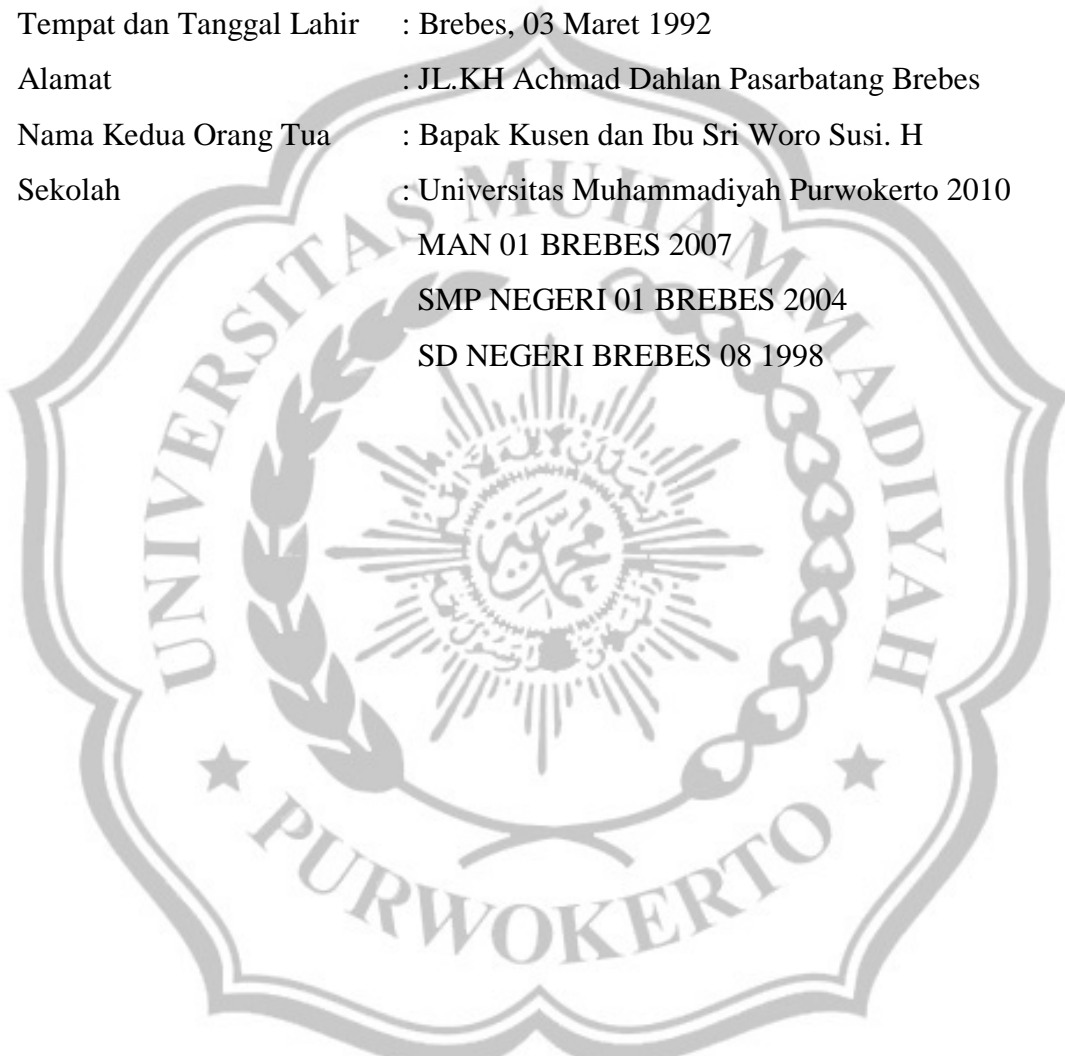 Tempat dan Tanggal Lahir : Brebes, 03 Maret 1992
Alamat : JL.KH Achmad Dahlan Pasarbatang Brebes
Nama Kedua Orang Tua : Bapak Kusen dan Ibu Sri Woro Susi. H
Sekolah : Universitas Muhammadiyah Purwokerto 2010
MAN 01 BREBES 2007
SMP NEGERI 01 BREBES 2004
SD NEGERI BREBES 08 1998
UNIVERSITAS MUHAMMADIYAH
PURWOKERTO